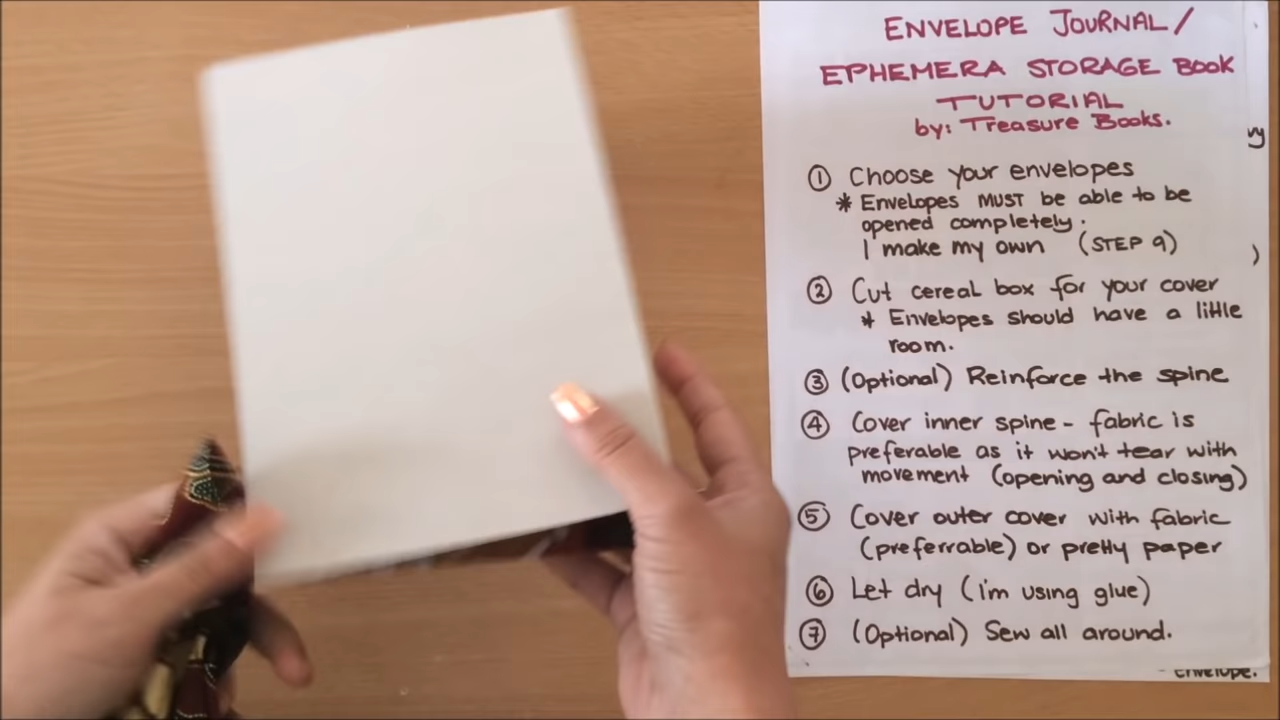 ENVELOPE JOURNAL/
EPHEMERA STORAGE BOOK
TUTORIAL
by: Treasure Books.
① Choose your envelopes
* Envelopes MUST be able to be
opened completely.
I make my own (STEP 9)
② Cut cereal box for your cover
* Envelopes should have a little
room.
③ (Optional) Reinforce the spine
④ Cover inner spine - fabric is
preferable as it won't tear with
movement (opening and closing)
⑤ Cover outer cover with fabric
(preferrable) or pretty paper
⑥ Let dry (i'm using glue)
⑦ (Optional) Sew all around.
envelope.